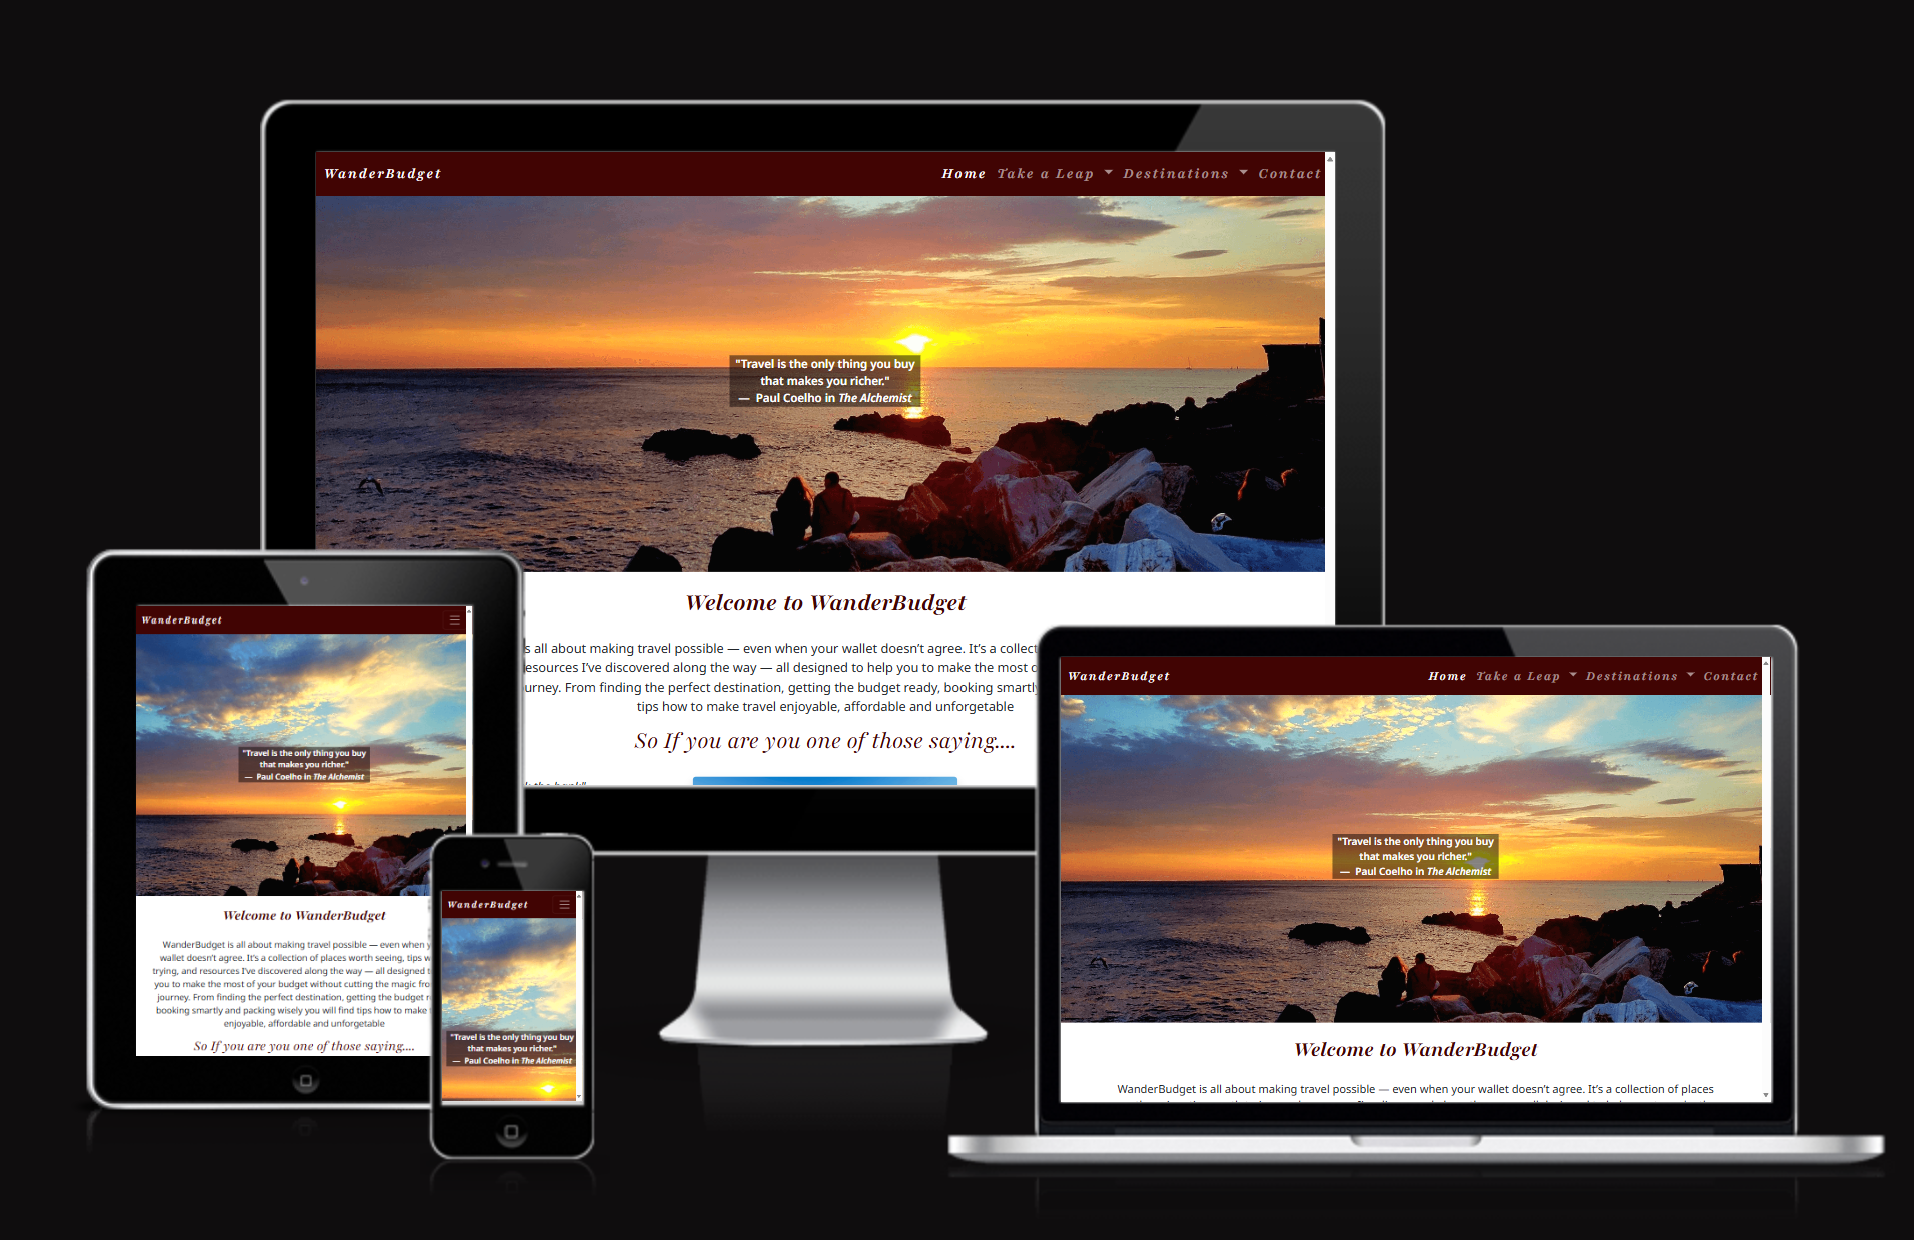 WanderBudget
Home Take a Leap Destinations Contact
"Travel is the only thing you buy
that makes you richer."
— Paul Coelho in The Alchemist
Welcome to WanderBudget
s all about making travel possible — even when your wallet doesn't agree. It's a collect
esources I've discovered along the way — all designed to help you to make the most o
urney. From finding the perfect destination, getting the budget ready, booking smartly
tips how to make travel enjoyable, affordable and unforgetable
So If you are you one of those saying....
WanderBudget
"Travel is the only thing you buy
that makes you richer."
— Paul Coelho in The Alchemist
Welcome to WanderBudget
WanderBudget is all about making travel possible — even when y
wallet doesn't agree. It's a collection of places worth seeing, tips w
trying, and resources I've discovered along the way — all designed t
you to make the most of your budget without cutting the magic fro
journey. From finding the perfect destination, getting the budget r
booking smartly and packing wisely you will find tips how to make
enjoyable, affordable and unforgetable
So If you are you one of those saying....
WanderBudget
"Travel is the only thing you buy
that makes you richer."
— Paul Coelho in The Alchemist
WanderBudget
Home Take a Leap Destinations Contact
"Travel is the only thing you buy
that makes you richer."
— Paul Coelho in The Alchemist
Welcome to WanderBudget
WanderBudget is all about making travel possible — even when your wallet doesn't agree. It's a collection of places